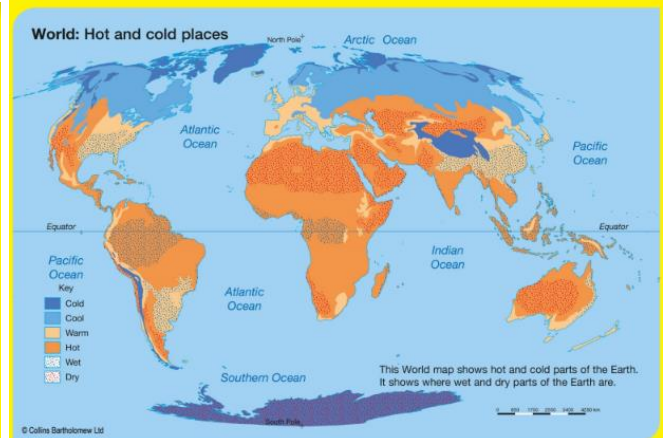 World: Hot and cold places
North Pole
Arctic Ocean
Atlantic
Ocean
Pacific
Ocean
Equator
Equator
Indian
Ocean
Pacific
Ocean
Key
Cold
Cool
Warm
Hot
Wet
Dry
Atlantic
Ocean
Southern Ocean
This World map shows hot and cold parts of the Earth.
It shows where wet and dry parts of the Earth are.
South Pole
© Collins Bartholomew Ltd